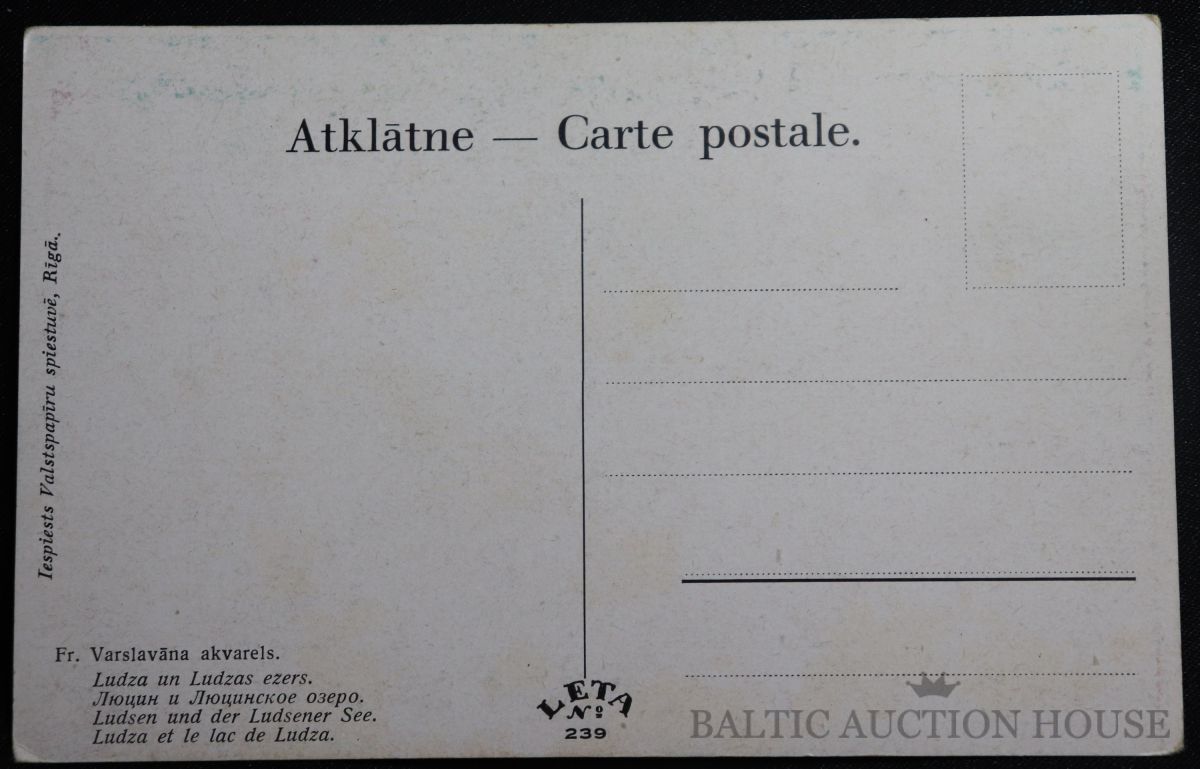 Atklātne — Carte postale.
Iespiests Valstspapīru spiestuvē, Rīgā.
Fr. Varslavāna akvarels.
Ludza un Ludzas ezers.
Люцин и Люцинское озеро.
Ludsen und der Ludsener See.
Ludza et le lac de Ludza.
LETA
№
239
BALTIC AUCTION HOUSE